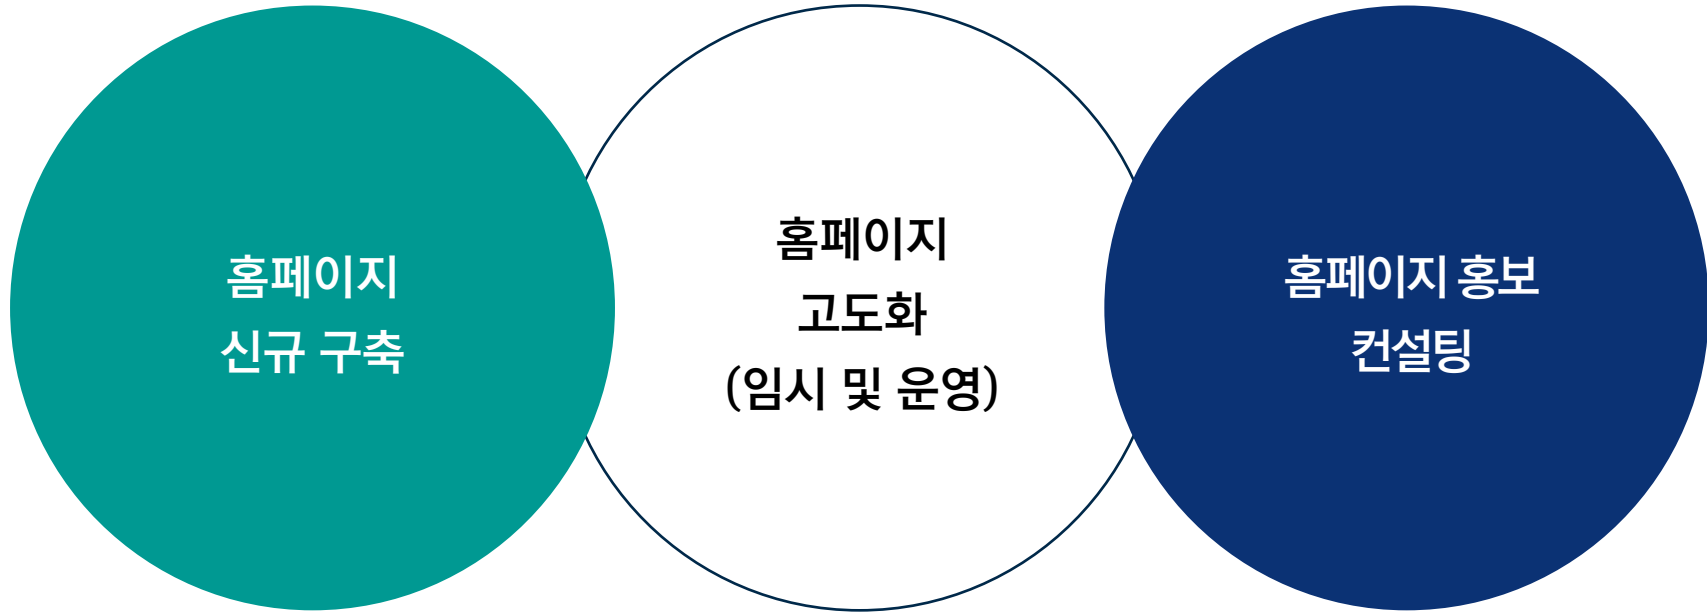 홈페이지
신규 구축
홈페이지
고도화
(임시 및 운영)
홈페이지 홍보
컨설팅